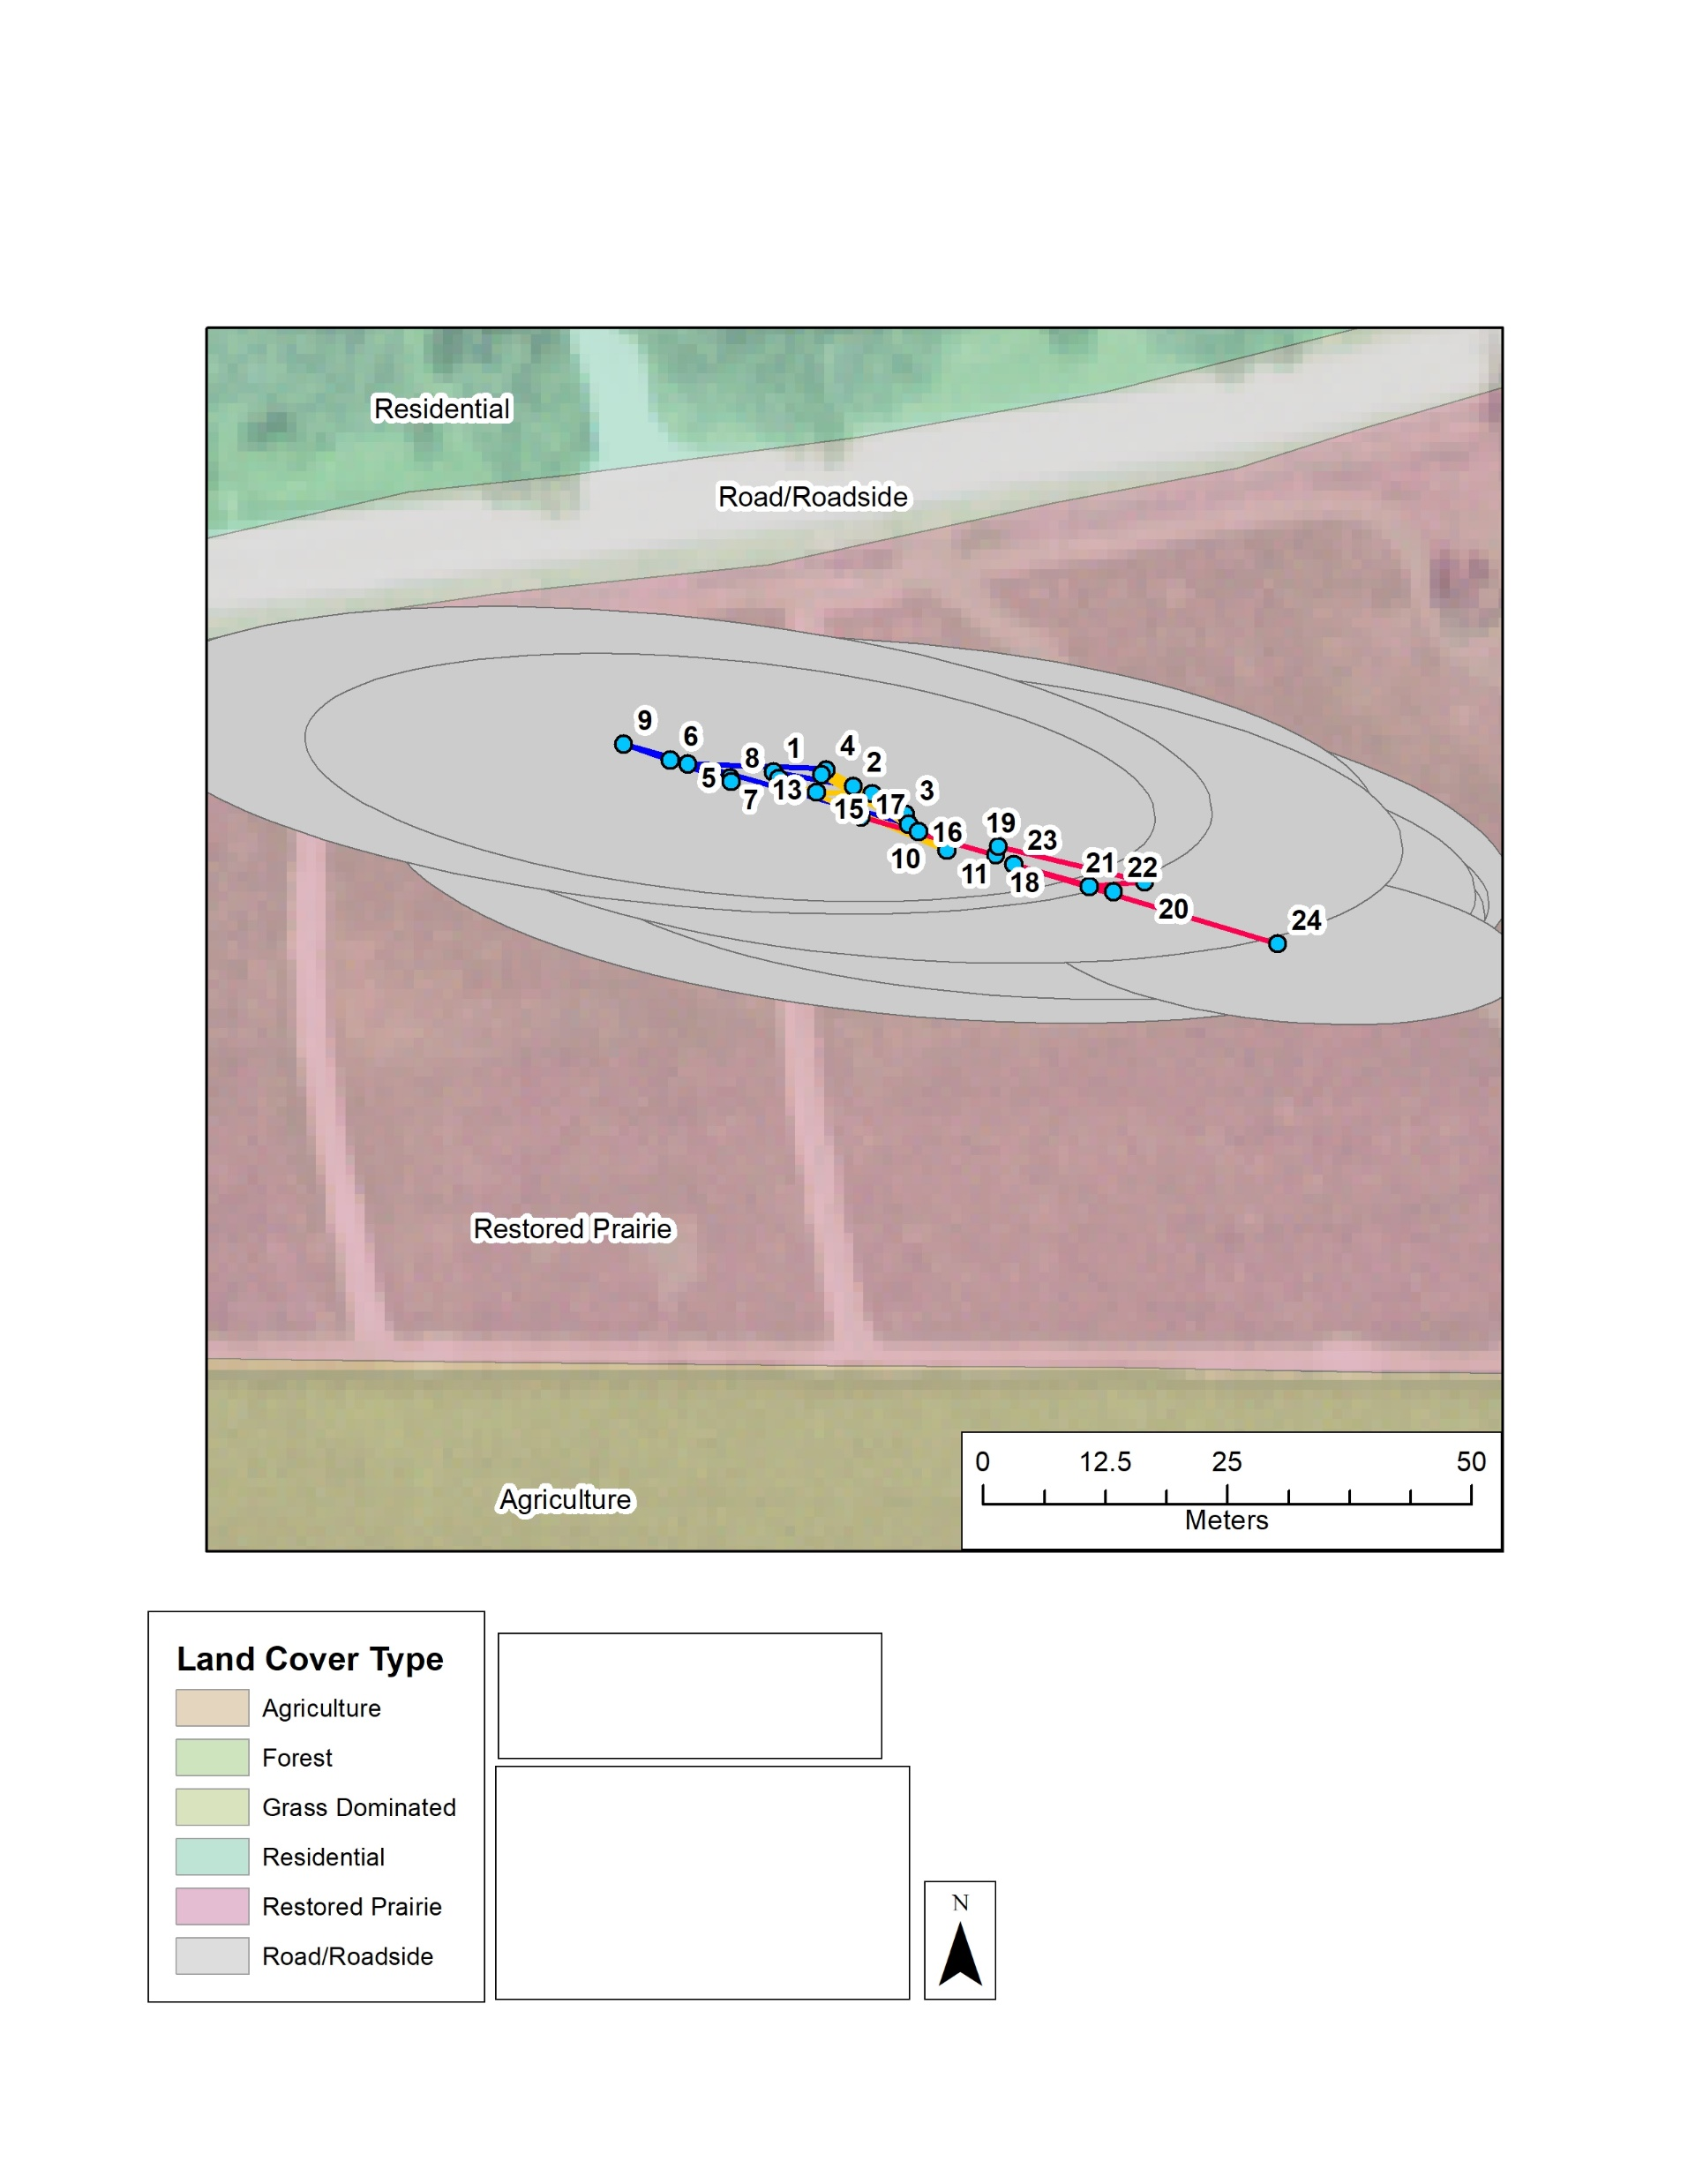 Residential
Road/Roadside
9
6
8
1
4
2
5
7
13
15
17
3
10
16
11
19
23
18
21
22
20
24
Restored Prairie
Agriculture
0 12.5 25 50
Meters
Land Cover Type
Agriculture
Forest
Grass Dominated
Residential
Restored Prairie
Road/Roadside
N